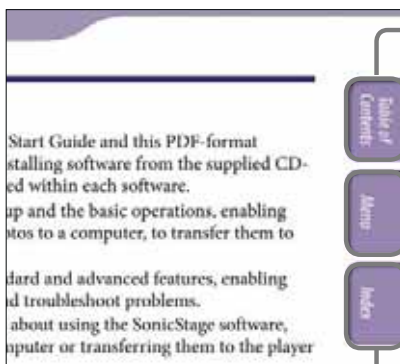 Start Guide and this PDF-format
stalling software from the supplied CD-
ed within each software.
up and the basic operations, enabling
otos to a computer, to transfer them to
dard and advanced features, enabling
d troubleshoot problems.
about using the SonicStage software,
mputer or transferring them to the player
Table of
Contents
Menu
Index